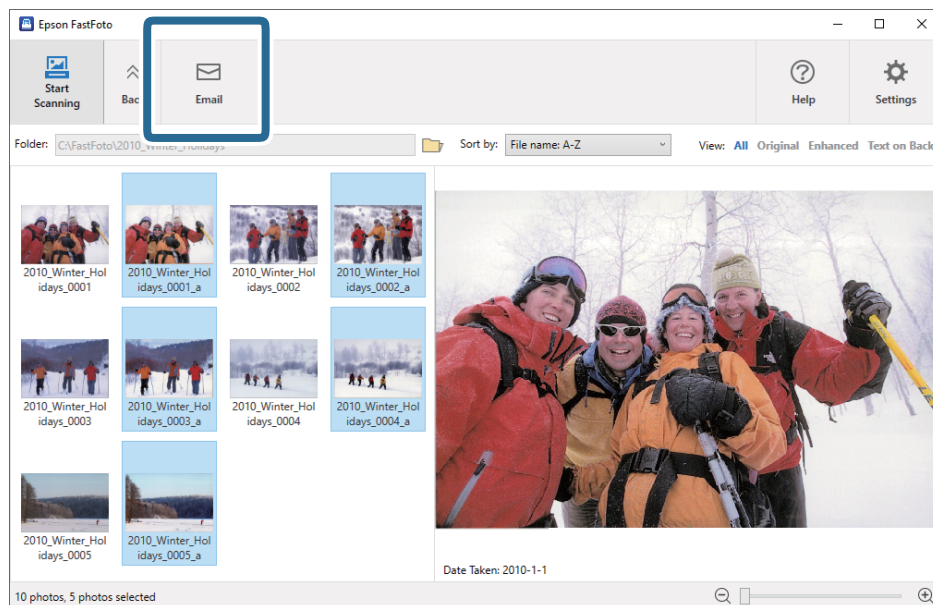 Epson FastFoto
Start
Scanning
Bac
Email
Help
Settings
Folder:
C:\FastFoto\2010_Winter_Holidays
Sort by:
File name: A-Z
View:
All
Original
Enhanced
Text on Back
2010_Winter_Hol
idays_0001
2010_Winter_Hol
idays_0001_a
2010_Winter_Hol
idays_0002
2010_Winter_Hol
idays_0002_a
2010_Winter_Hol
idays_0003
2010_Winter_Hol
idays_0003_a
2010_Winter_Hol
idays_0004
2010_Winter_Hol
idays_0004_a
2010_Winter_Hol
idays_0005
2010_Winter_Hol
idays_0005_a
Date Taken: 2010-1-1
10 photos, 5 photos selected